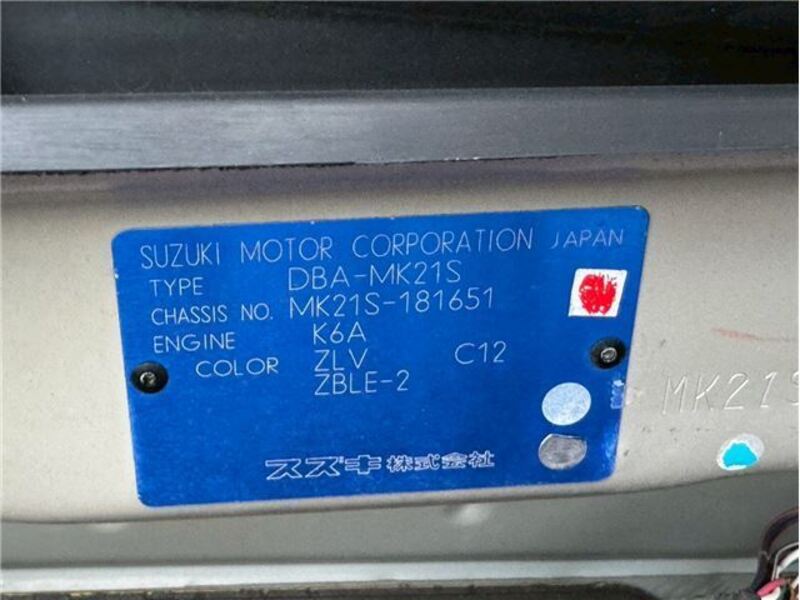 SUZUKI MOTOR CORPORATION JAPAN
TYPE DBA-MK21S
CHASSIS NO. MK21S-181651
ENGINE K6A
COLOR ZLV C12
ZBLE-2
スズキ株式会社
MK21S